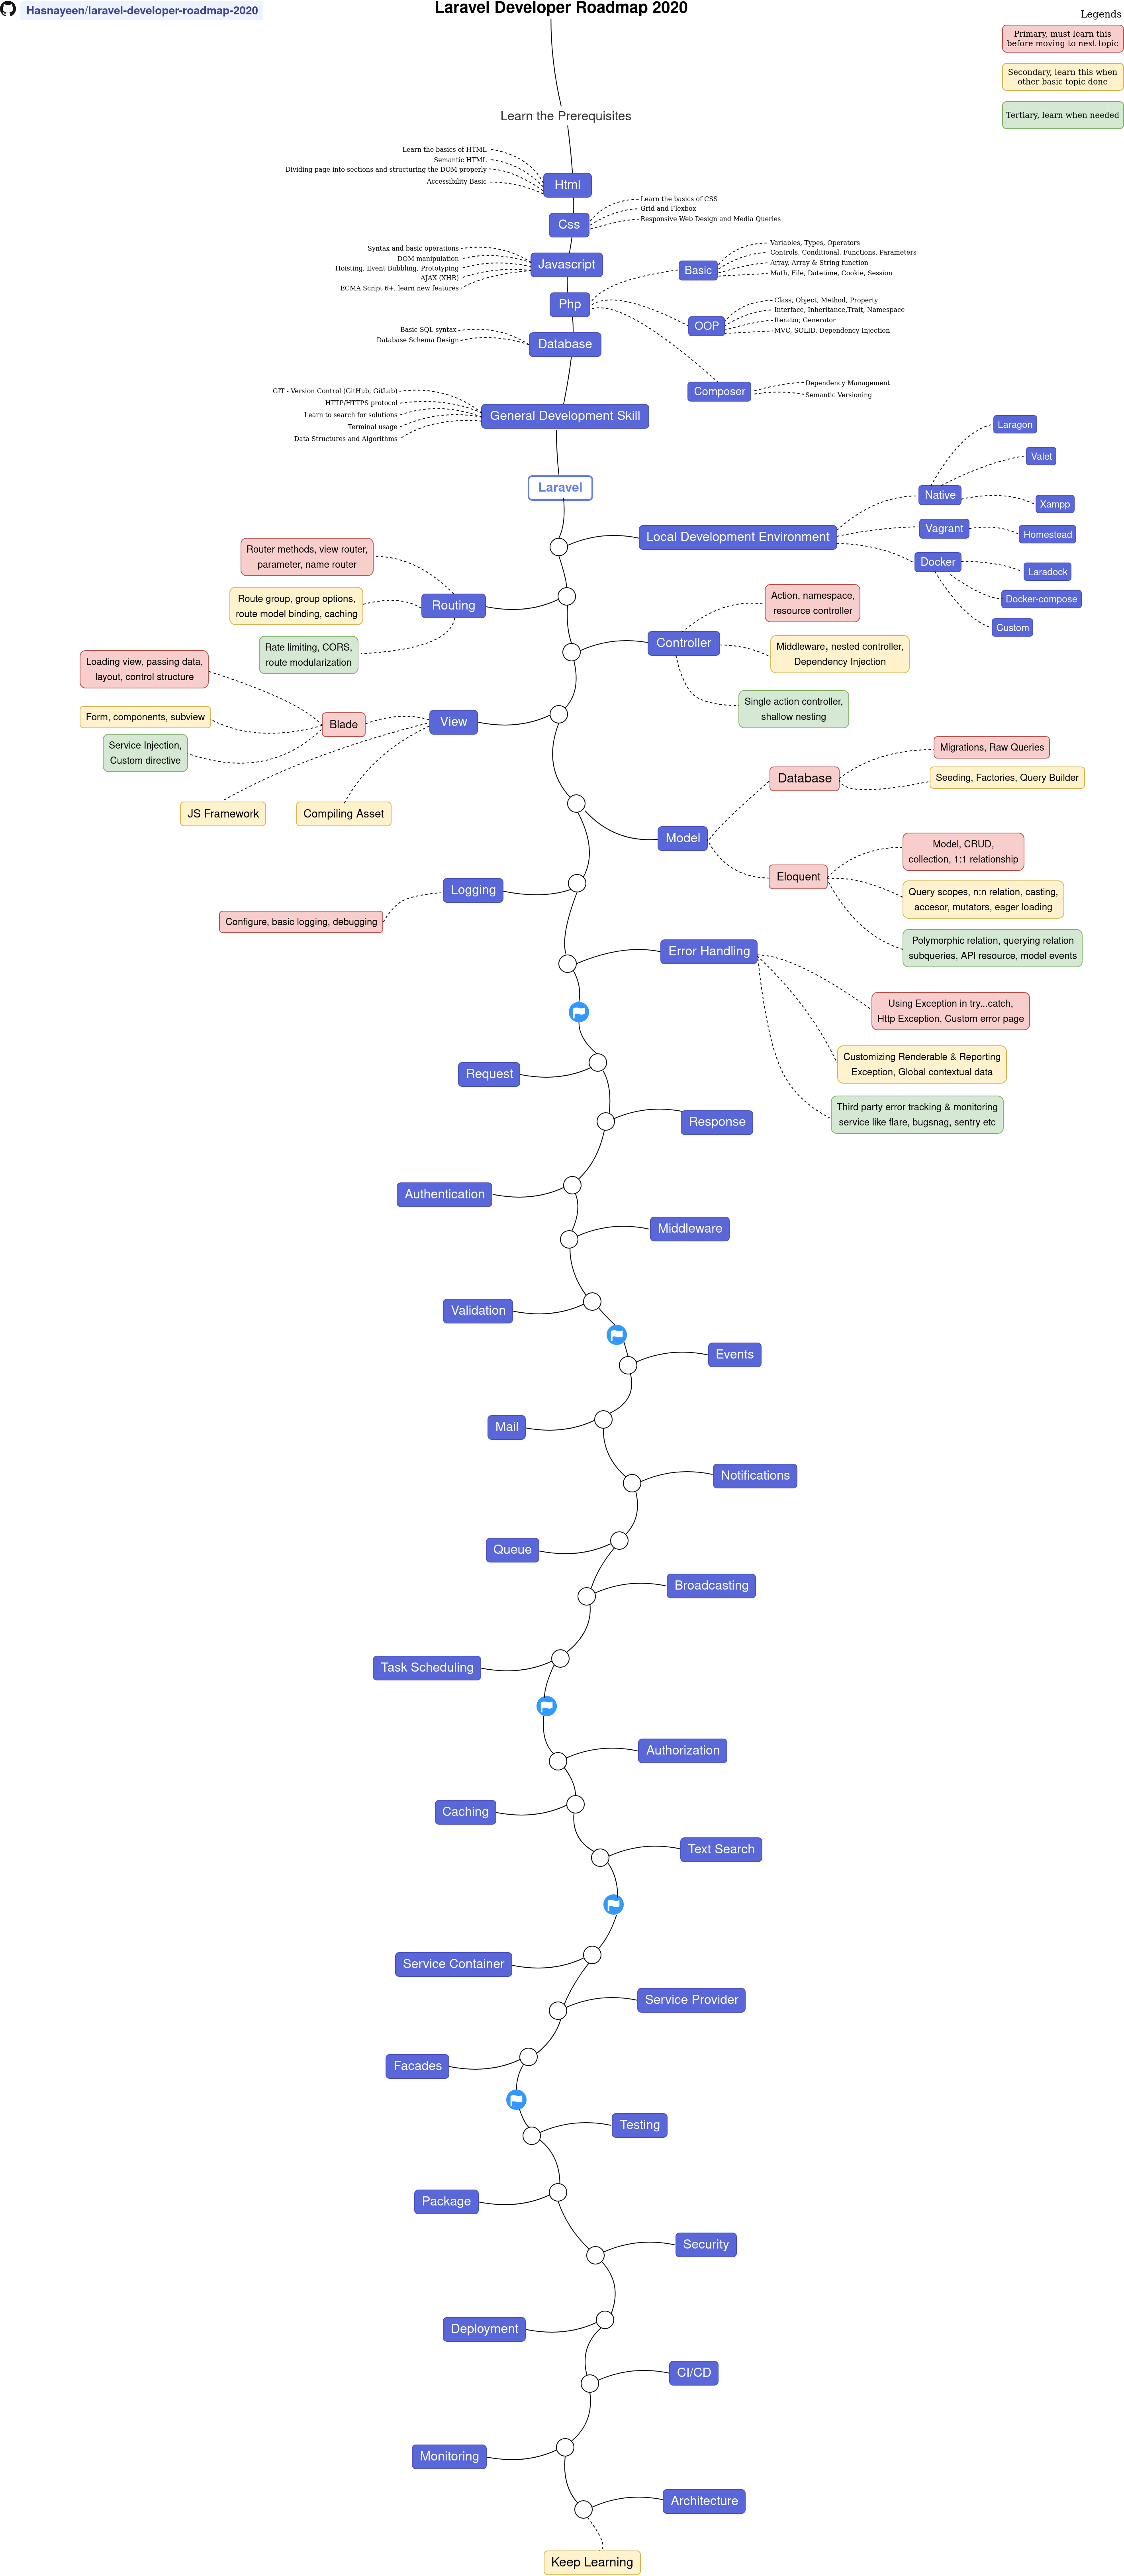 Hasnayeen/laravel-developer-roadmap-2020
Laravel Developer Roadmap 2020
Legends
Primary, must learn this
before moving to next topic
Secondary, learn this when
other basic topic done
Tertiary, learn when needed
Learn the Prerequisites
Learn the basics of HTML
Semantic HTML
Dividing page into sections and structuring the DOM properly
Accessibility Basic
Html
Css
Learn the basics of CSS
Grid and Flexbox
Responsive Web Design and Media Queries
Syntax and basic operations
DOM manipulation
Hoisting, Event Bubbling, Prototyping
AJAX (XHR)
ECMA Script 6+, learn new features
Javascript
Php
Basic
Variables, Types, Operators
Controls, Conditional, Functions, Parameters
Array, Array & String function
Math, File, Datetime, Cookie, Session
OOP
Class, Object, Method, Property
Interface, Inheritance,Trait, Namespace
Iterator, Generator
MVC, SOLID, Dependency Injection
Composer
Dependency Management
Semantic Versioning
Basic SQL syntax
Database Schema Design
Database
GIT - Version Control (GitHub, GitLab)
HTTP/HTTPS protocol
Learn to search for solutions
Terminal usage
Data Structures and Algorithms
General Development Skill
Laravel
Local Development Environment
Native
Laragon
Valet
Xampp
Vagrant
Homestead
Docker
Laradock
Docker-compose
Custom
Router methods, view router,
parameter, name router
Route group, group options,
route model binding, caching
Rate limiting, CORS,
route modularization
Routing
Controller
Action, namespace,
resource controller
Middleware, nested controller,
Dependency Injection
Single action controller,
shallow nesting
Loading view, passing data,
layout, control structure
Form, components, subview
Service Injection,
Custom directive
Blade
View
JS Framework
Compiling Asset
Model
Database
Migrations, Raw Queries
Seeding, Factories, Query Builder
Eloquent
Model, CRUD,
collection, 1:1 relationship
Query scopes, n:n relation, casting,
accesor, mutators, eager loading
Polymorphic relation, querying relation
subqueries, API resource, model events
Logging
Configure, basic logging, debugging
Error Handling
Using Exception in try...catch,
Http Exception, Custom error page
Customizing Renderable & Reporting
Exception, Global contextual data
Third party error tracking & monitoring
service like flare, bugsnag, sentry etc
Request
Response
Authentication
Middleware
Validation
Events
Mail
Notifications
Queue
Broadcasting
Task Scheduling
Authorization
Caching
Text Search
Service Container
Service Provider
Facades
Testing
Package
Security
Deployment
CI/CD
Monitoring
Architecture
Keep Learning